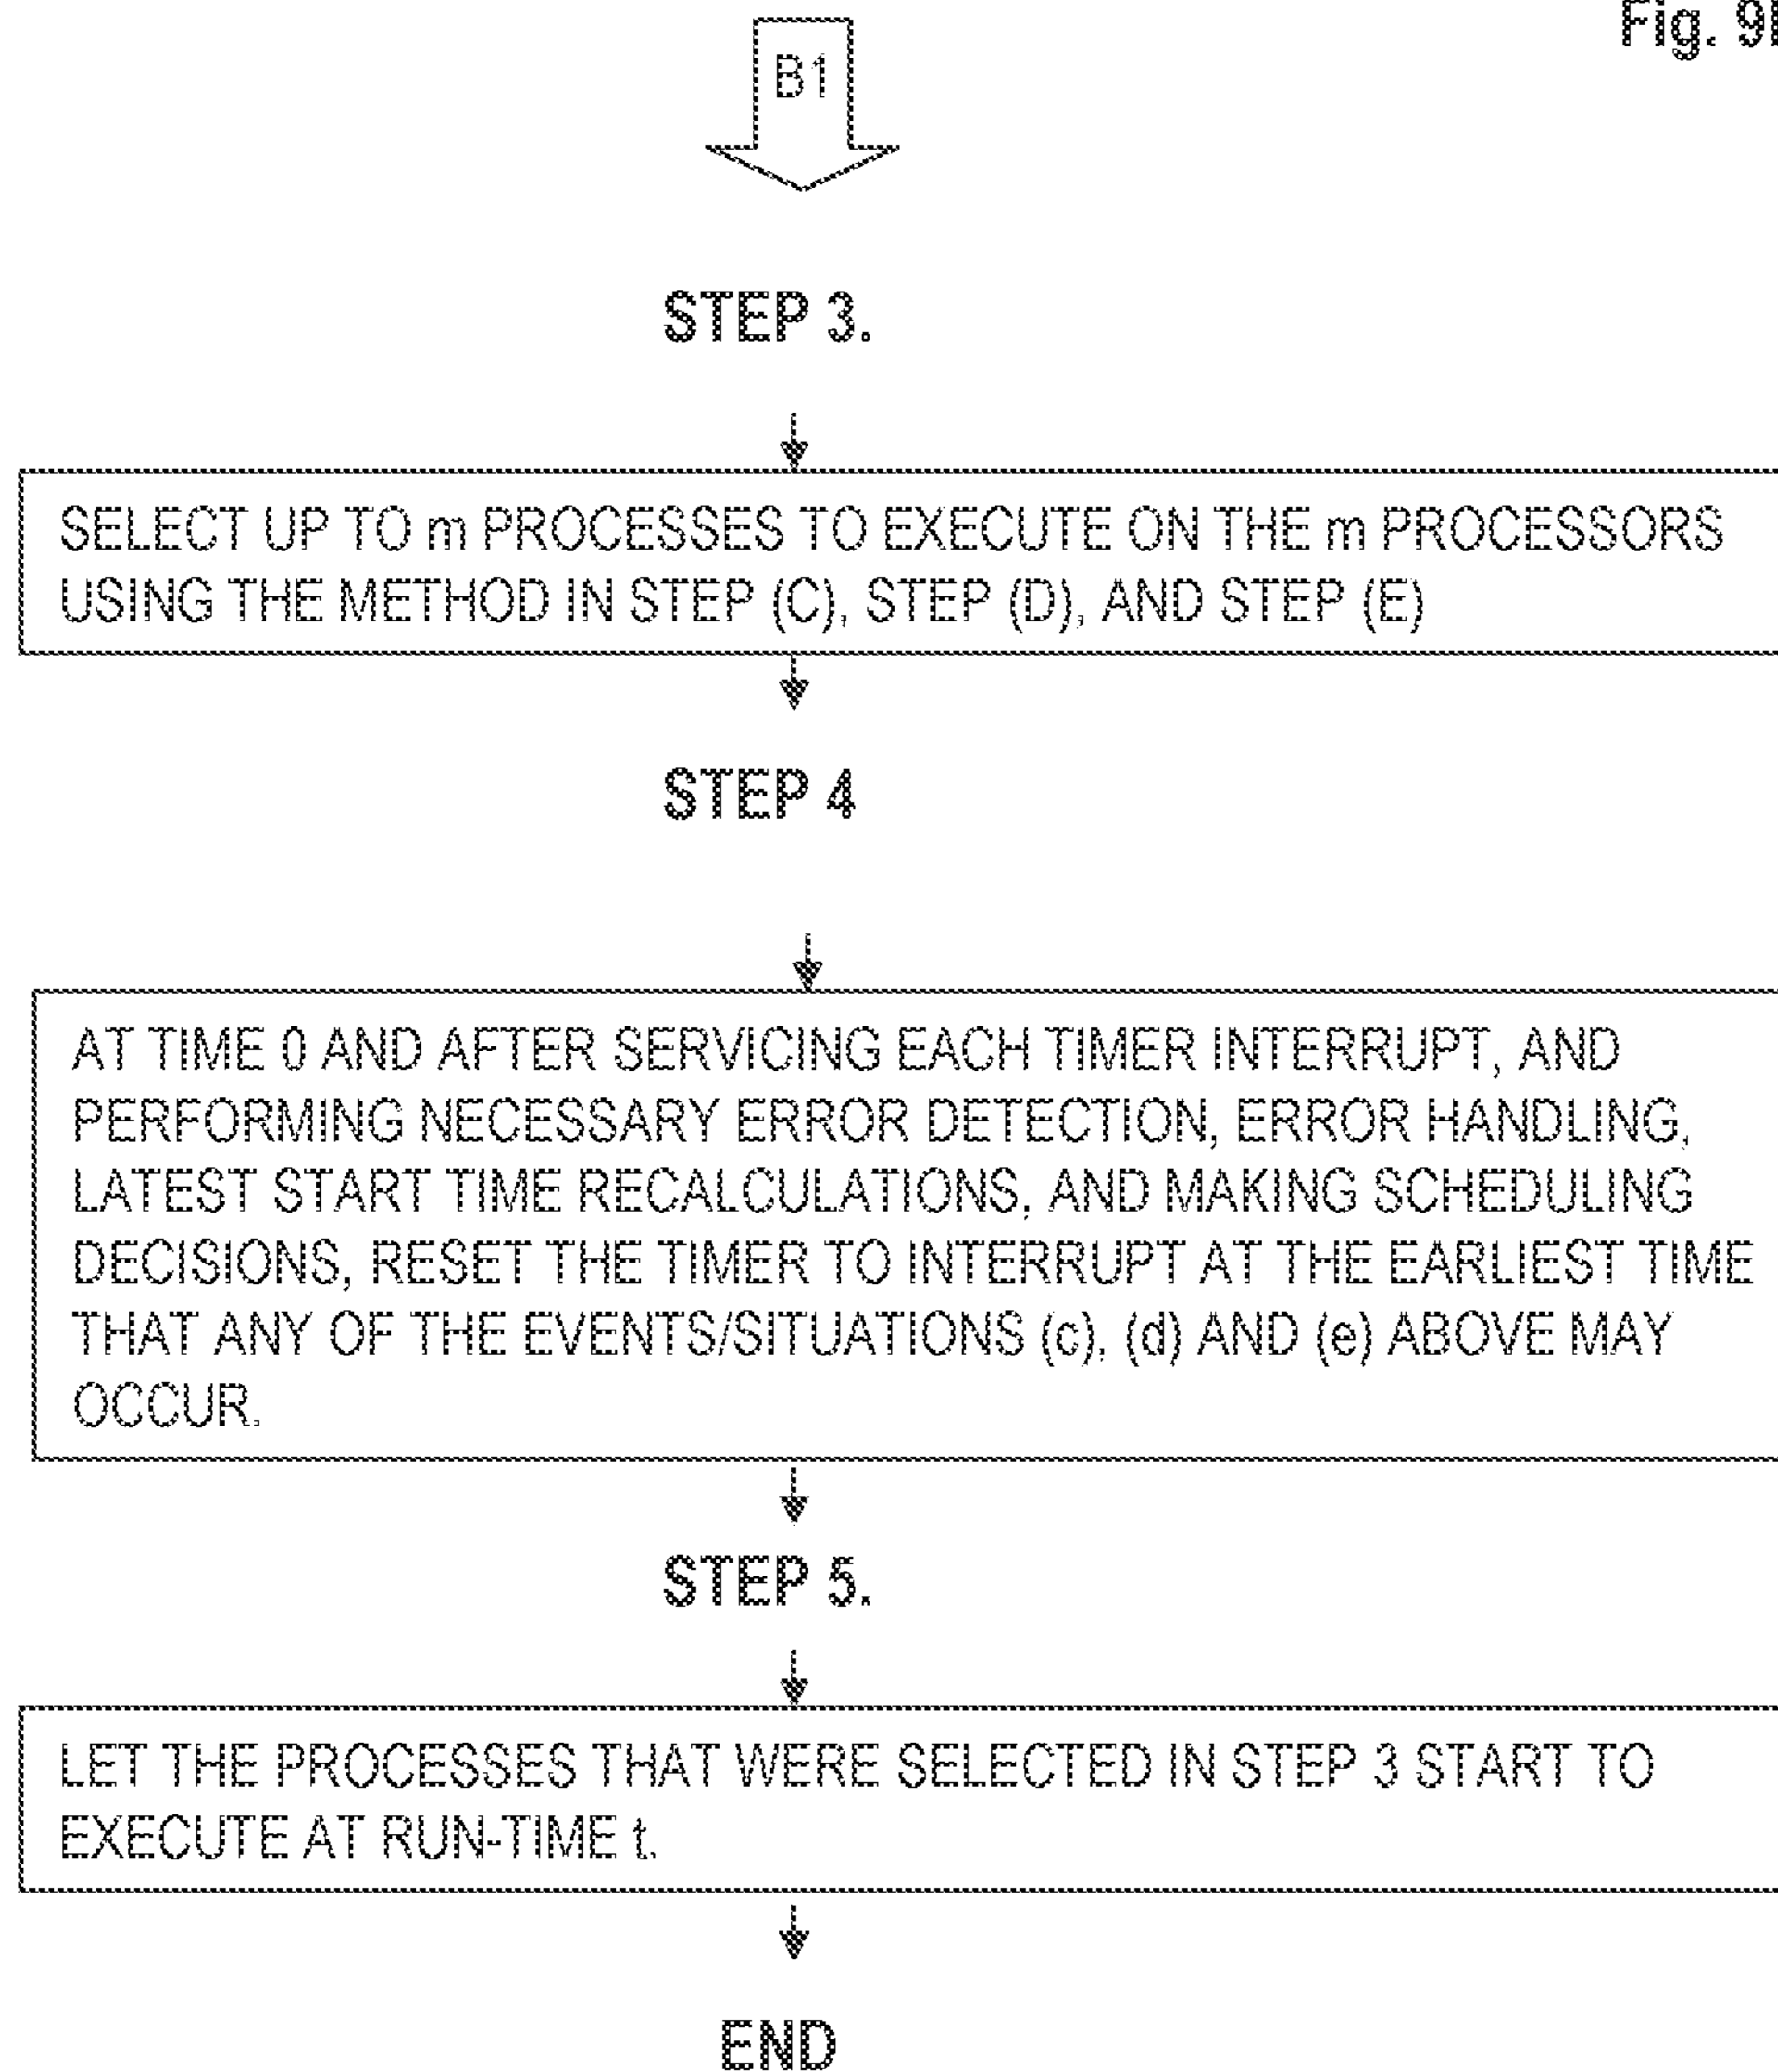 Fig. 9
B1
STEP 3.
SELECT UP TO m PROCESSES TO EXECUTE ON THE m PROCESSORS
USING THE METHOD IN STEP (C), STEP (D), AND STEP (E)
STEP 4
AT TIME 0 AND AFTER SERVICING EACH TIMER INTERRUPT, AND
PERFORMING NECESSARY ERROR DETECTION, ERROR HANDLING,
LATEST START TIME RECALCULATIONS, AND MAKING SCHEDULING
DECISIONS, RESET THE TIMER TO INTERRUPT AT THE EARLIEST TIME
THAT ANY OF THE EVENTS/SITUATIONS (c), (d) AND (e) ABOVE MAY
OCCUR.
STEP 5.
LET THE PROCESSES THAT WERE SELECTED IN STEP 3 START TO
EXECUTE AT RUN-TIME t.
END